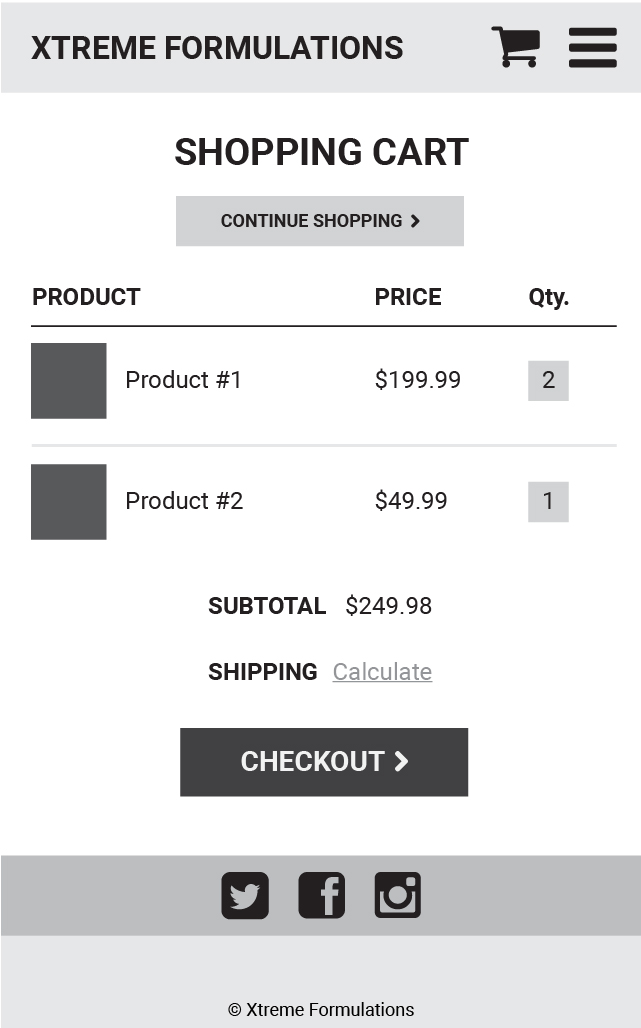 XTREME FORMULATIONS
SHOPPING CART
CONTINUE SHOPPING
PRODUCT PRICE Qty.
Product #1 $199.99 2
Product #2 $49.99 1
SUBTOTAL $249.98
SHIPPING Calculate
CHECKOUT
© Xtreme Formulations